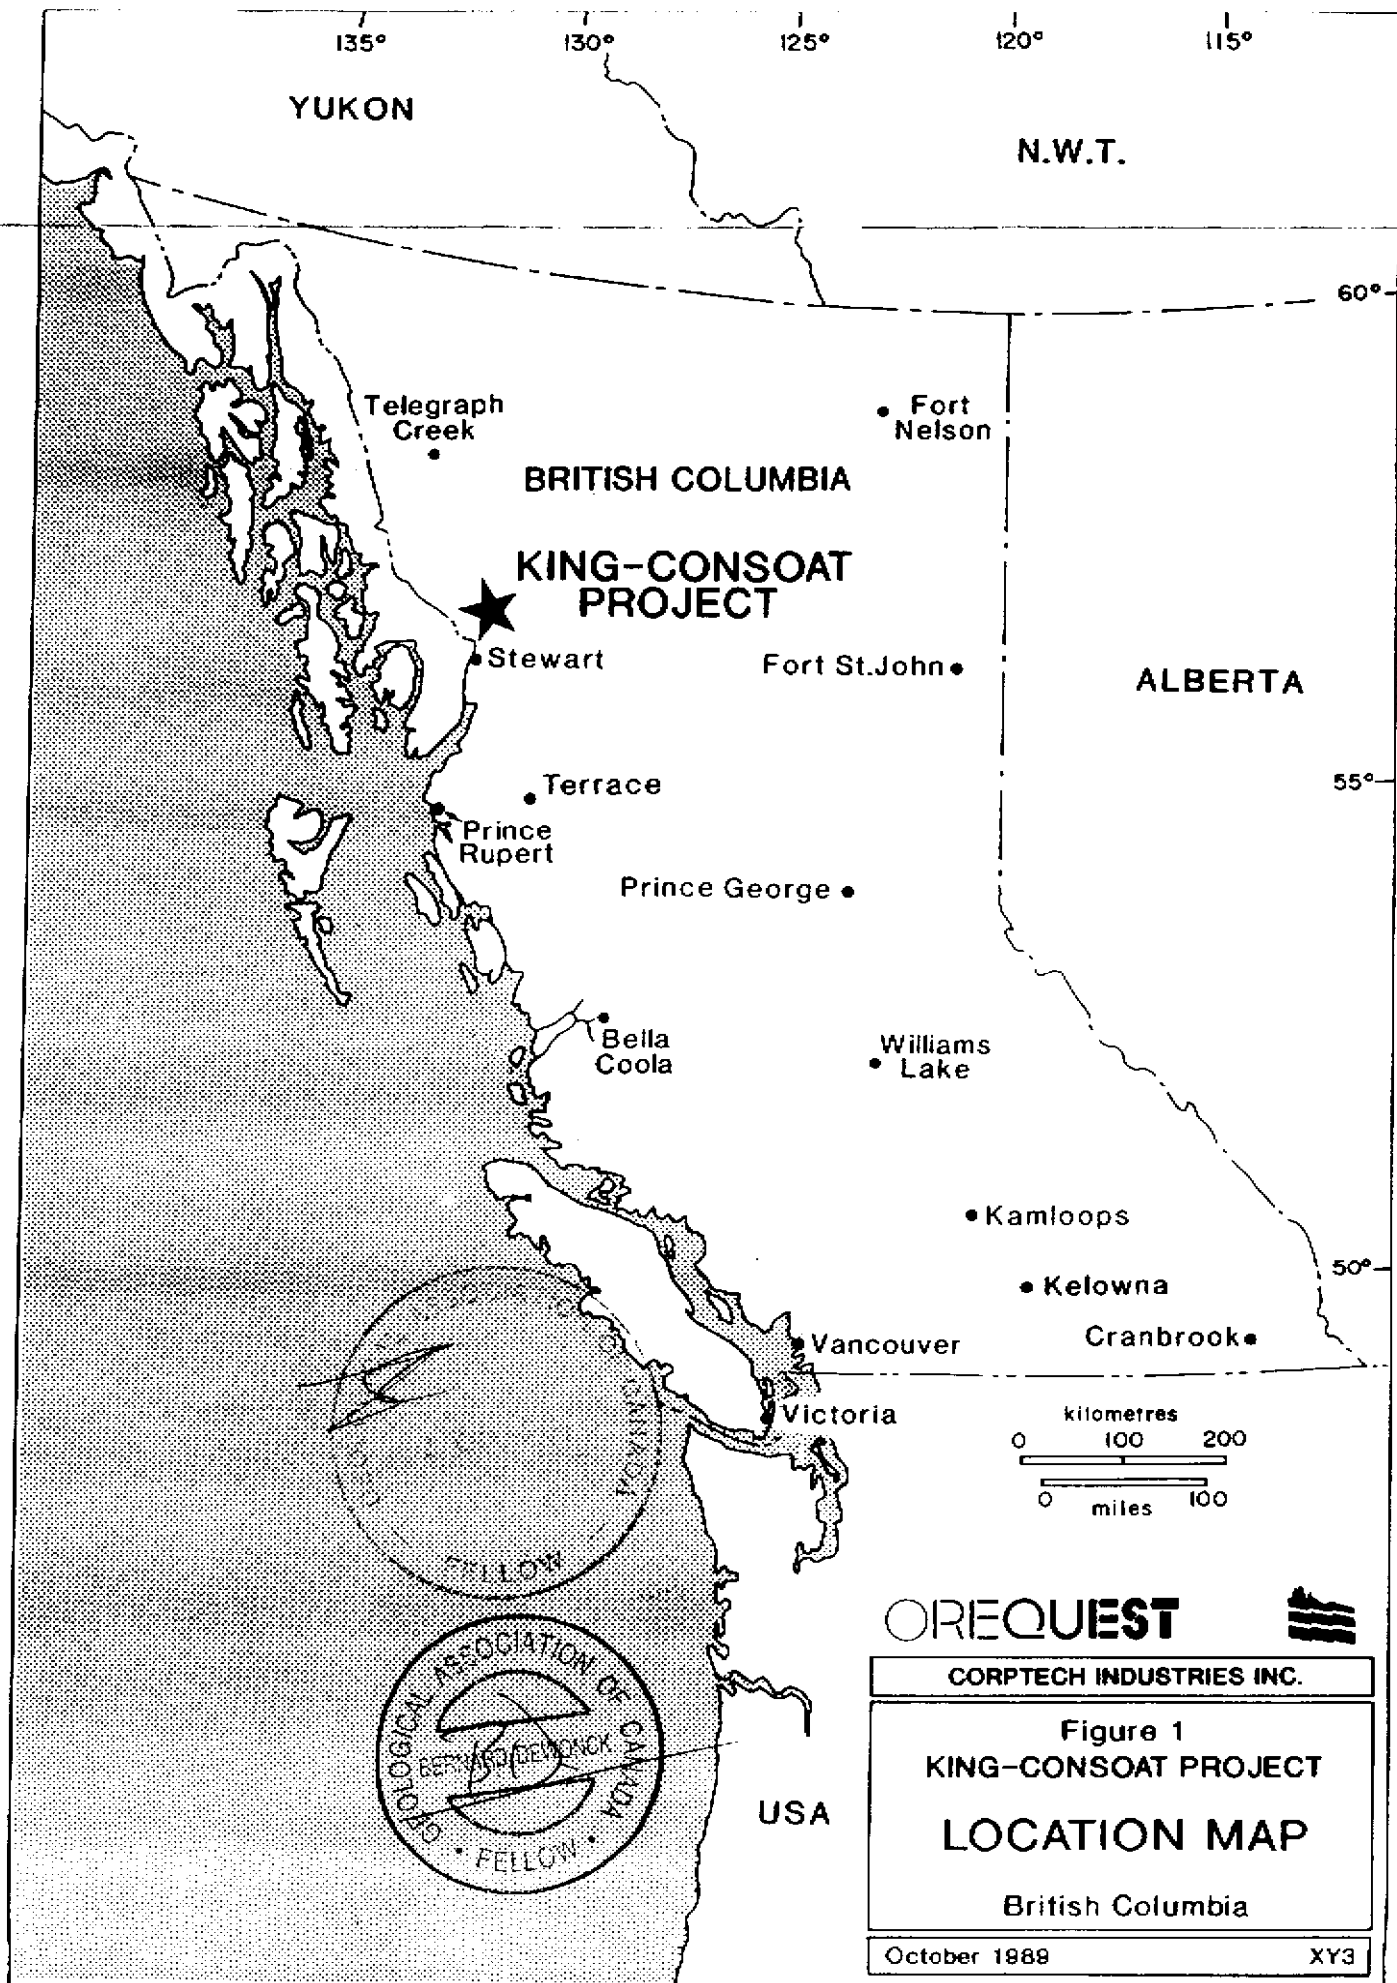 135° 130° 125° 120° 115°
YUKON
N.W.T.
60°
Telegraph
Creek
Fort
Nelson
BRITISH COLUMBIA
KING-CONSOAT
PROJECT
Stewart
Fort St.John
ALBERTA
55°
Terrace
Prince
Rupert
Prince George
Bella
Coola
Williams
Lake
Kamloops
50°
Kelowna
Vancouver
Cranbrook
Victoria
kilometres
0 100 200
0 100
miles
FELLOW
GEOLOGICAL ASSOCIATION OF CANADA
BERNARD DEWONCK
FELLOW
USA
OREQUEST
CORPTECH INDUSTRIES INC.
Figure 1
KING-CONSOAT PROJECT
LOCATION MAP
British Columbia
October 1989 XY3